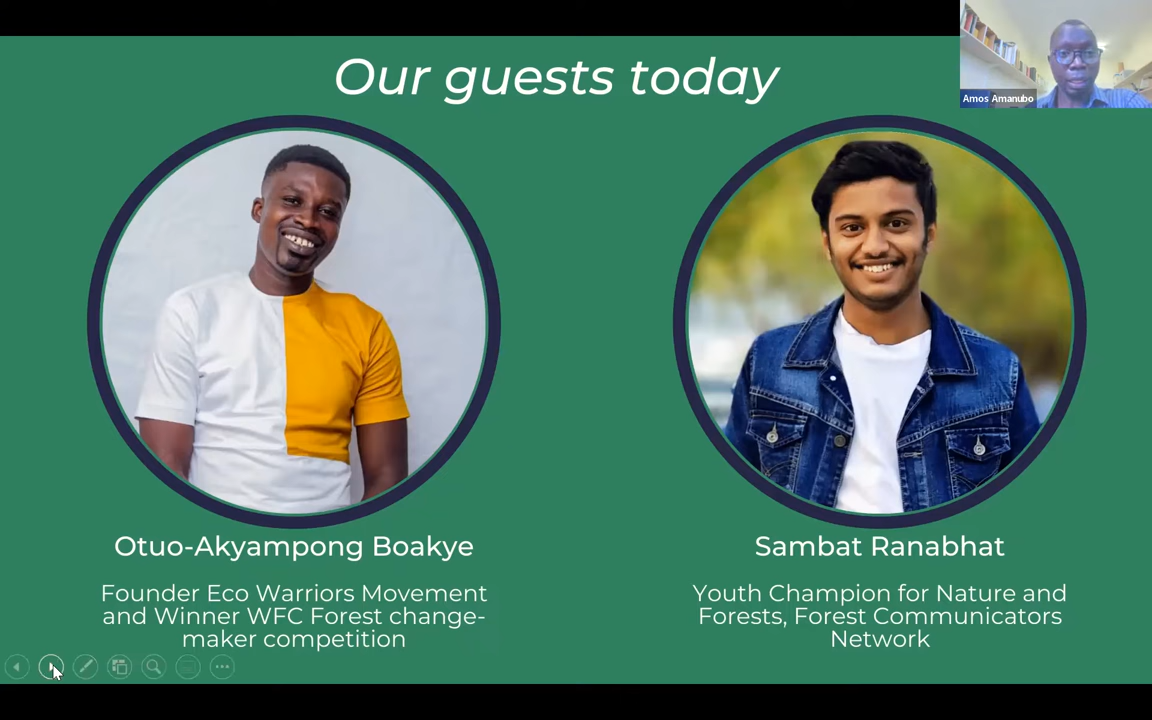 Our guests today
Amos Amanubo
Otuo-Akyampong Boakye
Founder Eco Warriors Movement
and Winner WFC Forest change-
maker competition
Sambat Ranabhat
Youth Champion for Nature and
Forests, Forest Communicators
Network